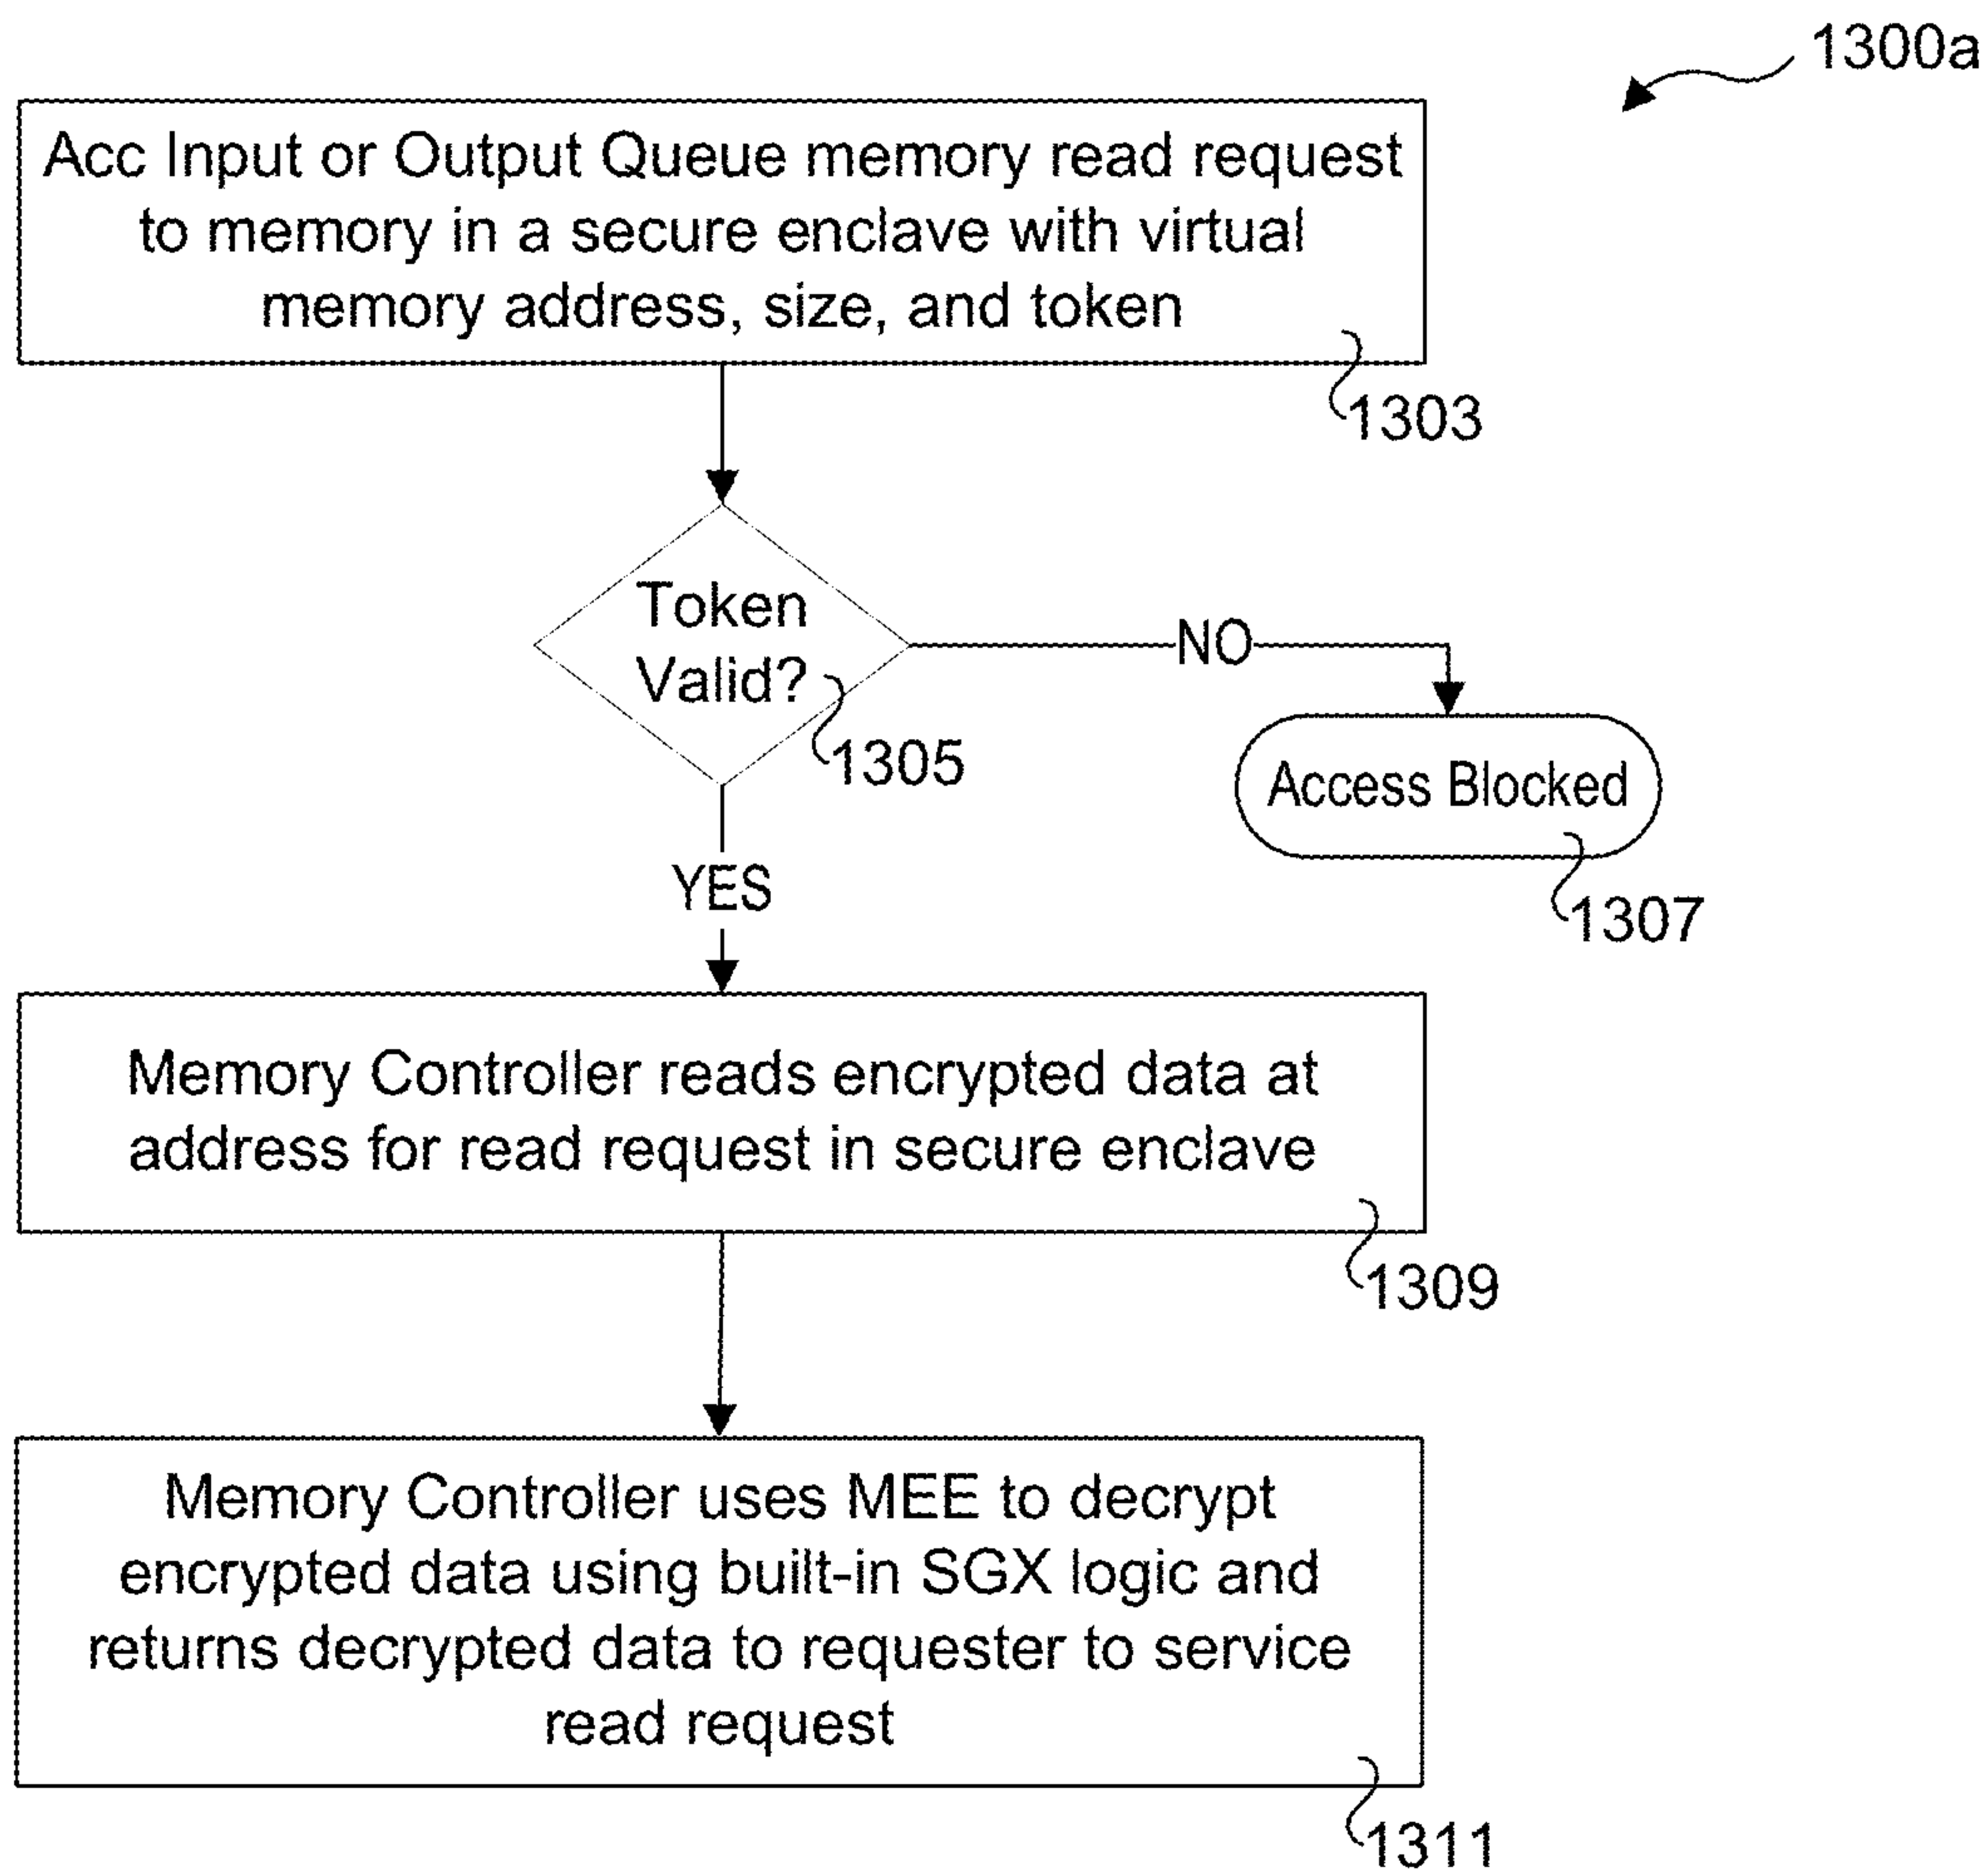 1300a
Acc Input or Output Queue memory read request
to memory in a secure enclave with virtual
memory address, size, and token
1303
Token
Valid?
1305
NO
Access Blocked
1307
YES
Memory Controller reads encrypted data at
address for read request in secure enclave
1309
Memory Controller uses MEE to decrypt
encrypted data using built-in SGX logic and
returns decrypted data to requester to service
read request
1311